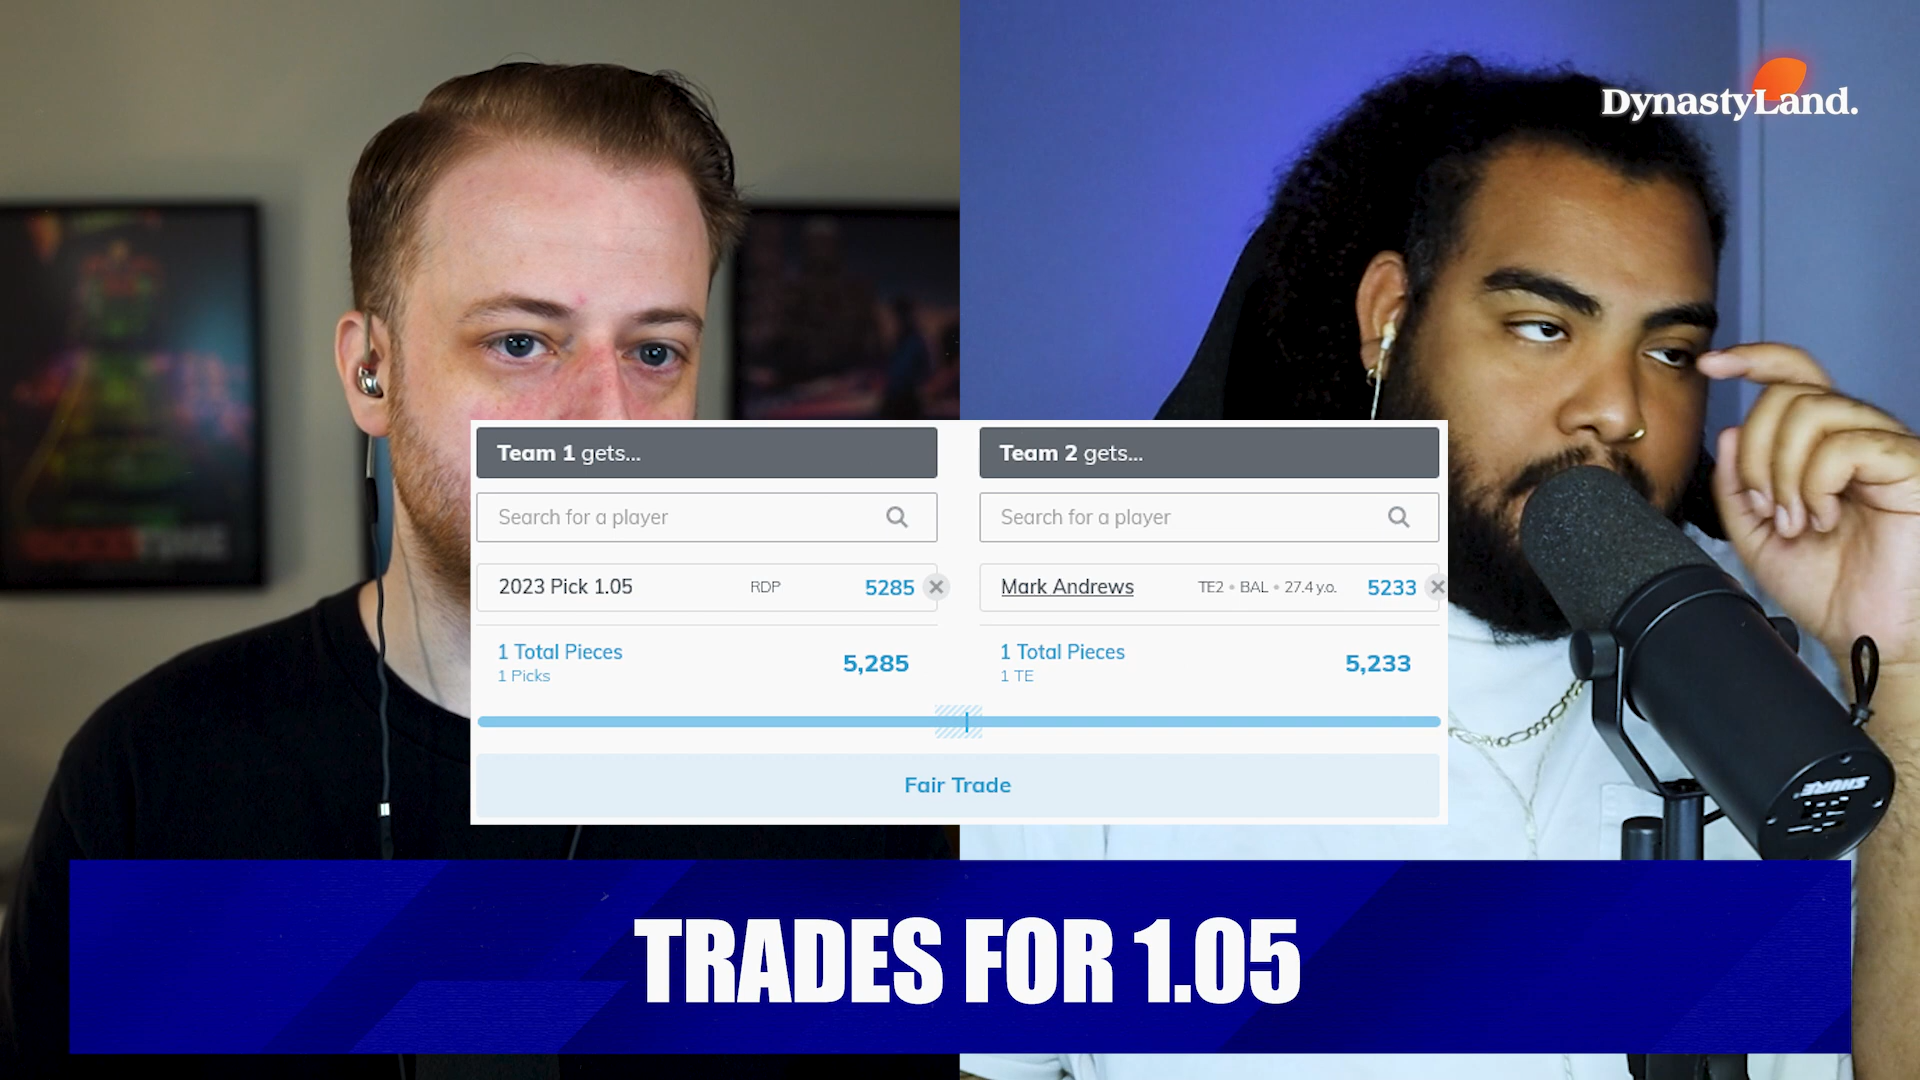 DynastyLand.
Team 1 gets...
Team 2 gets...
Search for a player
Search for a player
2023 Pick 1.05 RDP 5285
Mark Andrews TE2 • BAL • 27.4 y.o. 5233
1 Total Pieces
1 Picks
5,285
1 Total Pieces
1 TE
5,233
Fair Trade
SHURE
TRADES FOR 1.05